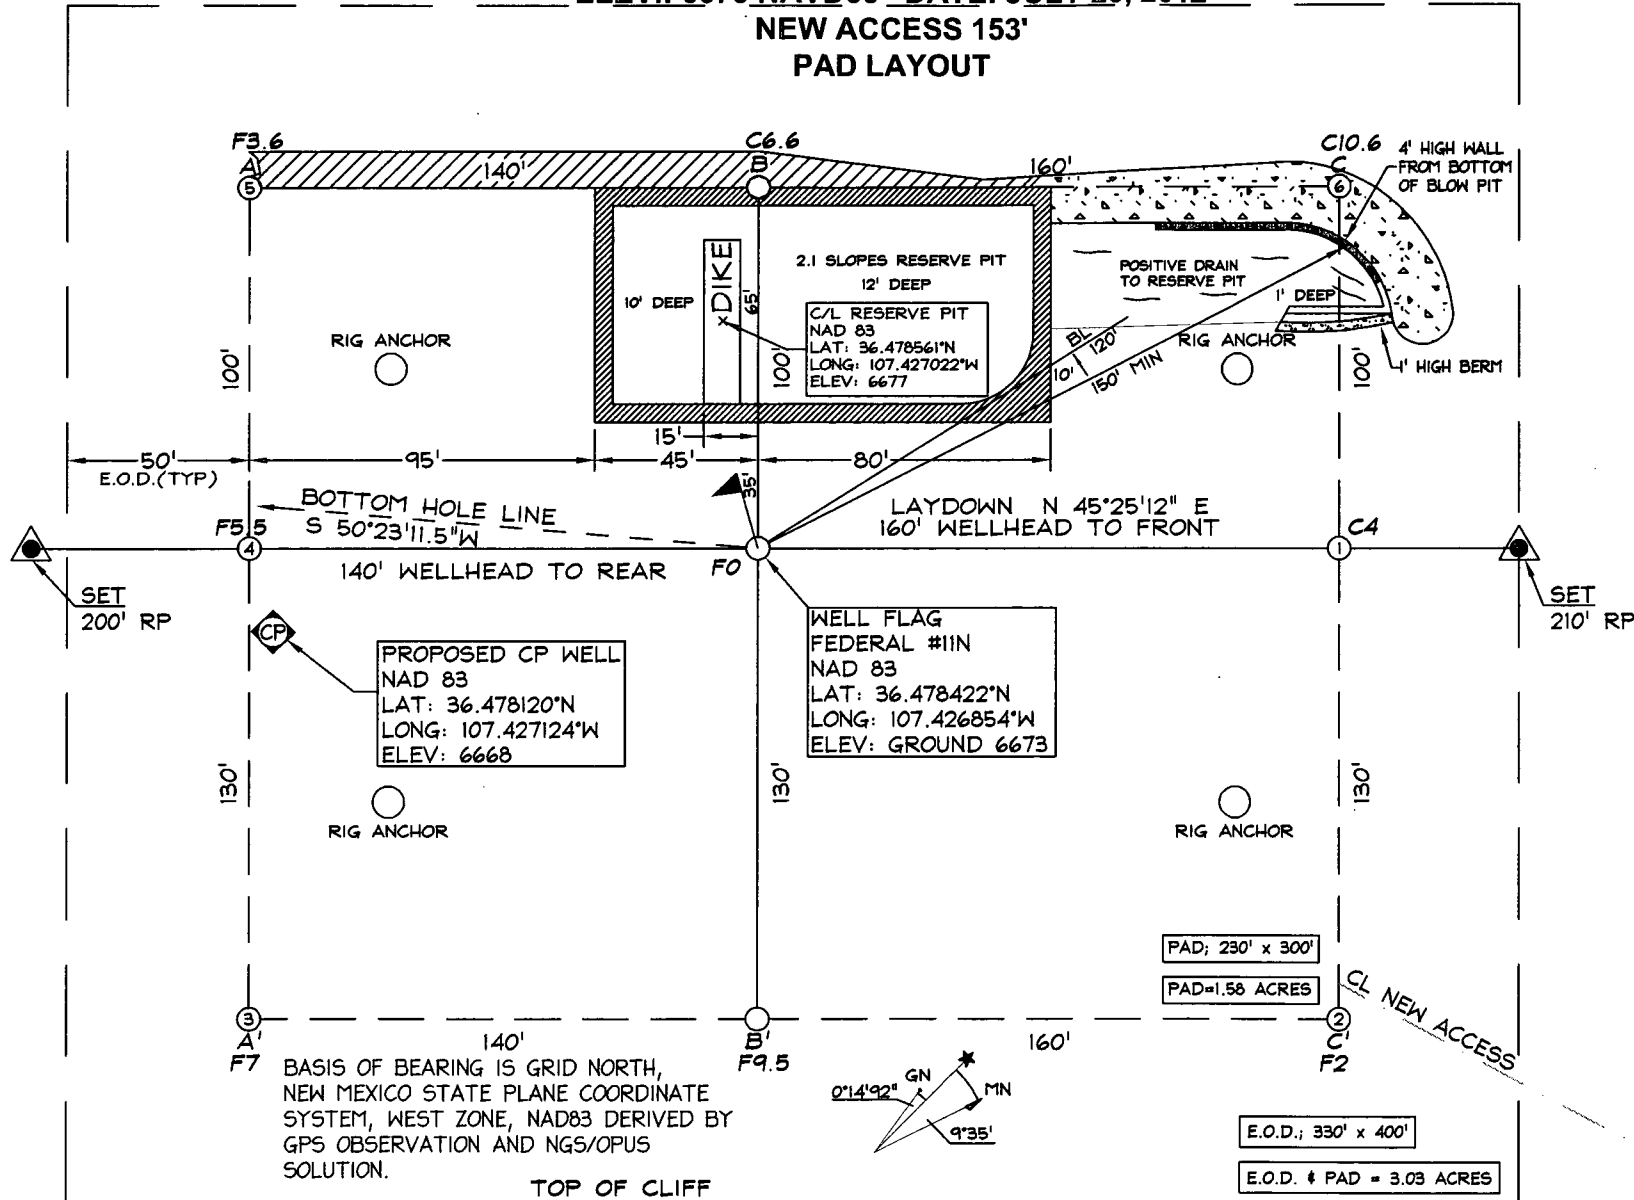 NEW ACCESS 153'
PAD LAYOUT
F3.6
C6.6
C10.6
A
140'
B
160'
C
4' HIGH WALL
FROM BOTTOM
OF BLOW PIT
5
6
DIKE
65'
2.1 SLOPES RESERVE PIT
12' DEEP
10' DEEP
POSITIVE DRAIN
TO RESERVE PIT
1' DEEP
C/L RESERVE PIT
NAD 83
LAT: 36.478561°N
LONG: 107.427022°W
ELEV: 6677
RIG ANCHOR
BL
120'
10'
150' MIN
RIG ANCHOR
1' HIGH BERM
100'
100'
100'
15'
50'
E.O.D.(TYP)
95'
45'
80'
35'
BOTTOM HOLE LINE
S 50°23'11.5"W
LAYDOWN N 45°25'12" E
160' WELLHEAD TO FRONT
F5.5
4
140' WELLHEAD TO REAR
F0
1
C4
SET
200' RP
SET
210' RP
CP
PROPOSED CP WELL
NAD 83
LAT: 36.478120°N
LONG: 107.427124°W
ELEV: 6668
WELL FLAG
FEDERAL #11N
NAD 83
LAT: 36.478422°N
LONG: 107.426854°W
ELEV: GROUND 6673
130'
130'
130'
RIG ANCHOR
RIG ANCHOR
PAD; 230' x 300'
PAD=1.58 ACRES
CL NEW ACCESS
3
2
A'
F7
140'
B'
F9.5
160'
C'
F2
BASIS OF BEARING IS GRID NORTH,
NEW MEXICO STATE PLANE COORDINATE
SYSTEM, WEST ZONE, NAD83 DERIVED BY
GPS OBSERVATION AND NGS/OPUS
SOLUTION.
0°14'92"
GN
MN
9°35'
E.O.D.; 330' x 400'
E.O.D. & PAD = 3.03 ACRES
TOP OF CLIFF